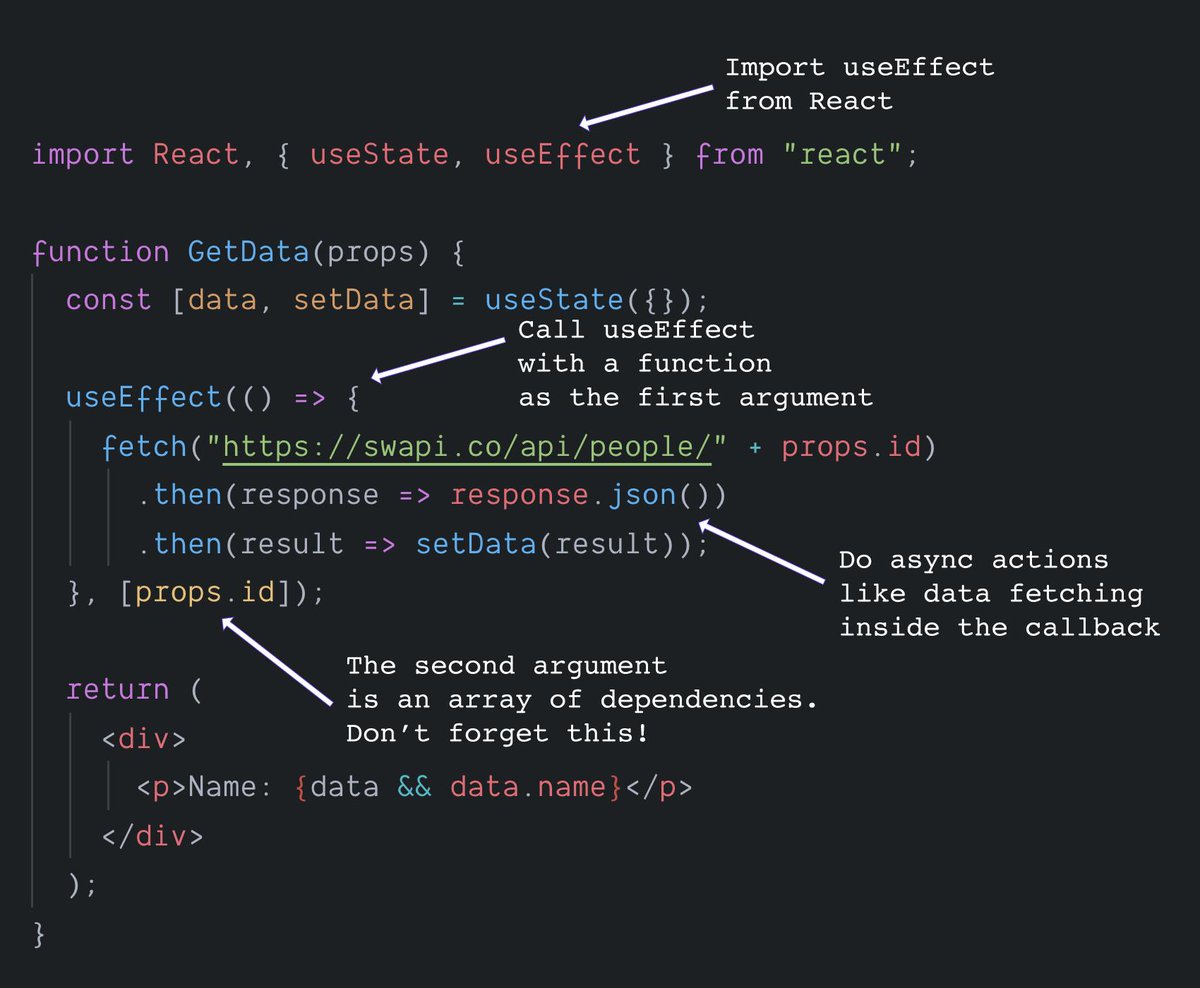 Import useEffect
from React
import React, { useState, useEffect } from "react";
function GetData(props) {
const [data, setData] = useState({});
Call useEffect
with a function
as the first argument
useEffect(() => {
fetch("https://swapi.co/api/people/" + props.id)
.then(response => response.json())
.then(result => setData(result));
Do async actions
like data fetching
inside the callback
}, [props.id]);
The second argument
is an array of dependencies.
Don’t forget this!
return (
<div>
<p>Name: {data && data.name}</p>
</div>
);
}